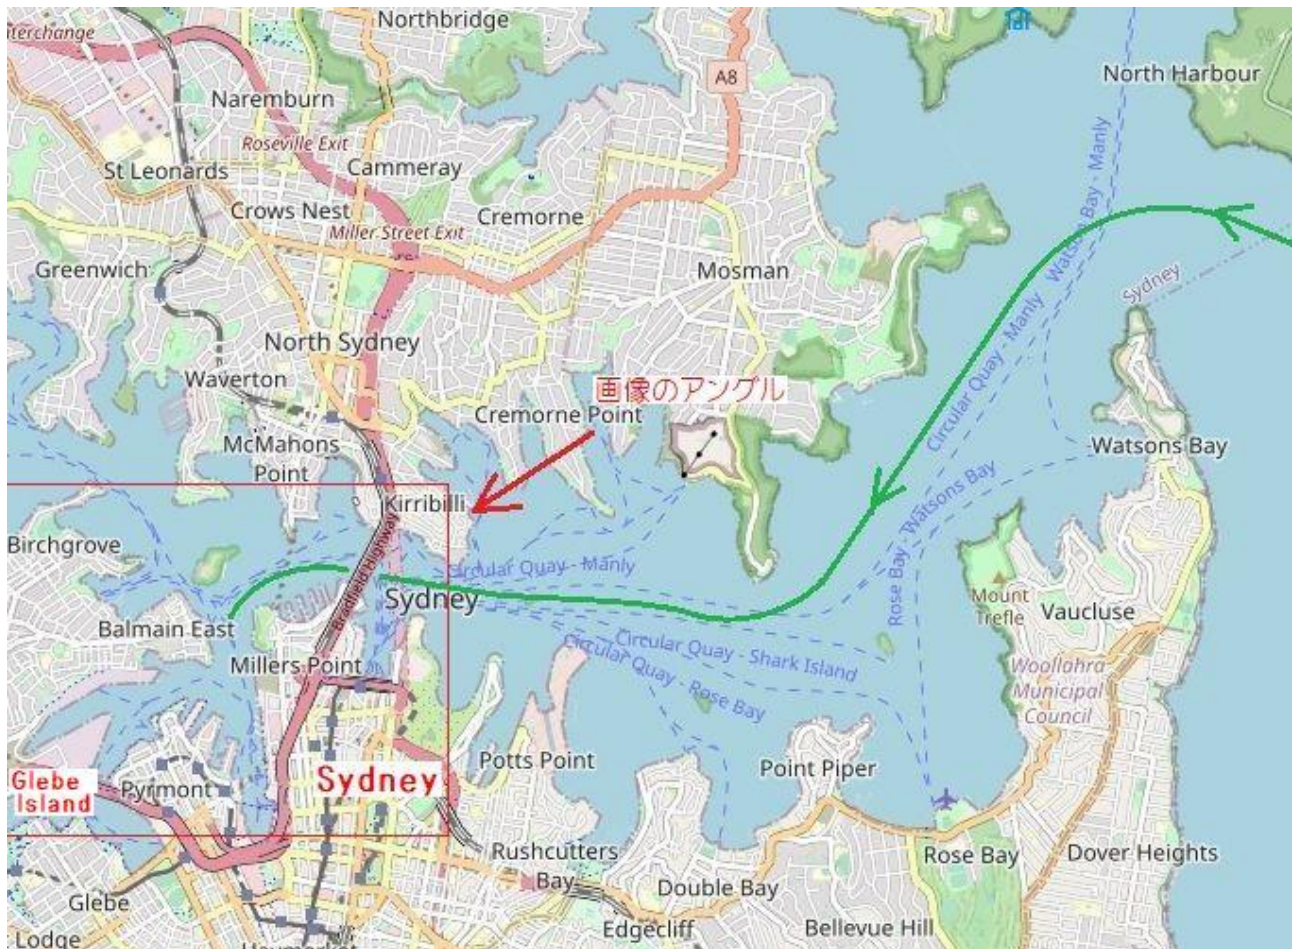 Northbridge
nterchange
A8
North Harbour
Naremburn
Roseville Exit
St Leonards
Cammeray
Crows Nest
Cremorne
Miller Street Exit
Watsons Bay - Manly
Greenwich
Mosman
Sydney
North Sydney
Circular Quay - Manly
Waverton
画像のアングル
Cremorne Point
McMahons
Point
Watsons Bay
Kirribilli
Rose Bay - Watsons Bay
Birchgrove
Bradfield Highway
Circular Quay - Manly
Sydney
Mount
Trefle
Vaucluse
Balmain East
Circular Quay - Shark Island
Millers Point
Circular Quay - Rose Bay
Woollahra
Municipal
Council
Potts Point
Point Piper
Glebe
Island
Pyrmont
Sydney
Rushcutters
Bay
Rose Bay
Dover Heights
Double Bay
Glebe
Edgecliff
Bellevue Hill
Lodge
Haymarket